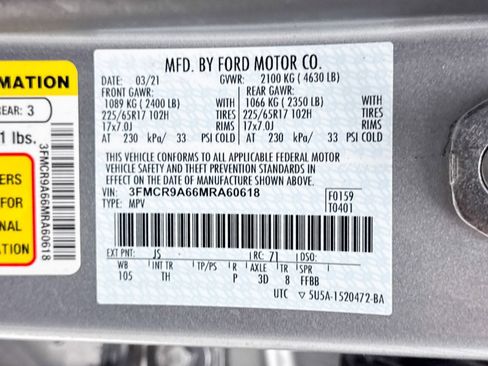 MATION
REAR: 3
1 lbs.
ERS
FOR
NAL
ATION
3FMCR9A66MRA60618
MFD. BY FORD MOTOR CO.
DATE: 03/21 GVWR: 2100 KG ( 4630 LB)
FRONT GAWR: REAR GAWR:
1089 KG ( 2400 LB) WITH 1066 KG ( 2350 LB) WITH
225/65R17 102H TIRES 225/65R17 102H TIRES
17x7.0J RIMS 17x7.0J RIMS
AT 230 kPa/ 33 PSI COLD AT 230 kPa/ 33 PSI COLD
THIS VEHICLE CONFORMS TO ALL APPLICABLE FEDERAL MOTOR
VEHICLE SAFETY AND THEFT PREVENTION STANDARDS IN
EFFECT ON THE DATE OF MANUFACTURE SHOWN ABOVE.
VIN: 3FMCR9A66MRA60618 F0159
TYPE: MPV T0401
EXT PNT: JS RC: 71 DSO:
WB INT TR TP/PS R AXLE TR SPR
105 TH P 3D 8 FFBB
UTC ▽ 5U5A-1520472-BA